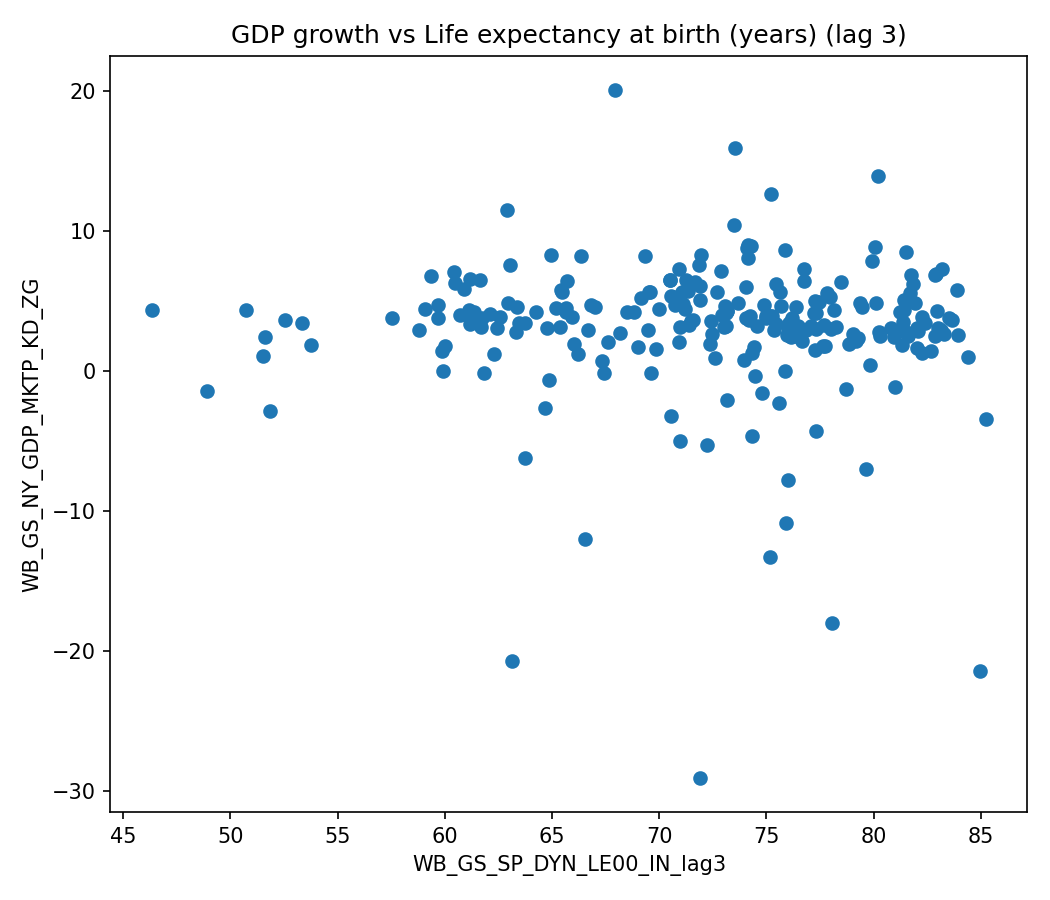 GDP growth vs Life expectancy at birth (years) (lag 3)
WB_GS_NY_GDP_MKTP_KD_ZG
20
10
0
−10
−20
−30
45 50 55 60 65 70 75 80 85
WB_GS_SP_DYN_LE00_IN_lag3